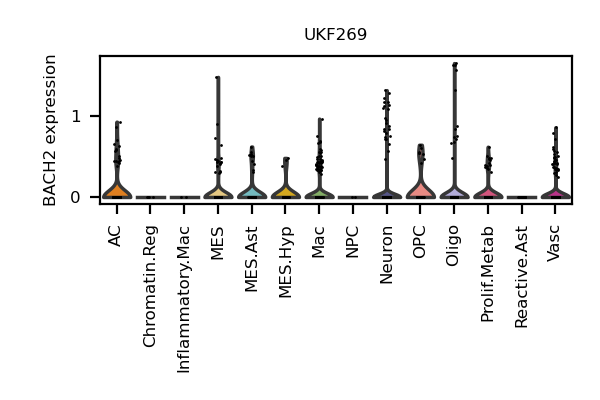 UKF269
BACH2 expression
1
0
AC
Chromatin.Reg
Inflammatory.Mac
MES
MES.Ast
MES.Hyp
Mac
NPC
Neuron
OPC
Oligo
Prolif.Metab
Reactive.Ast
Vasc